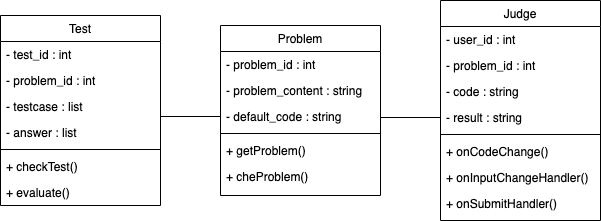 Test
- test_id : int
- problem_id : int
- testcase : list
- answer : list
+ checkTest()
+ evaluate()
Problem
- problem_id : int
- problem_content : string
- default_code : string
+ getProblem()
+ cheProblem()
Judge
- user_id : int
- problem_id : int
- code : string
- result : string
+ onCodeChange()
+ onInputChangeHandler()
+ onSubmitHandler()